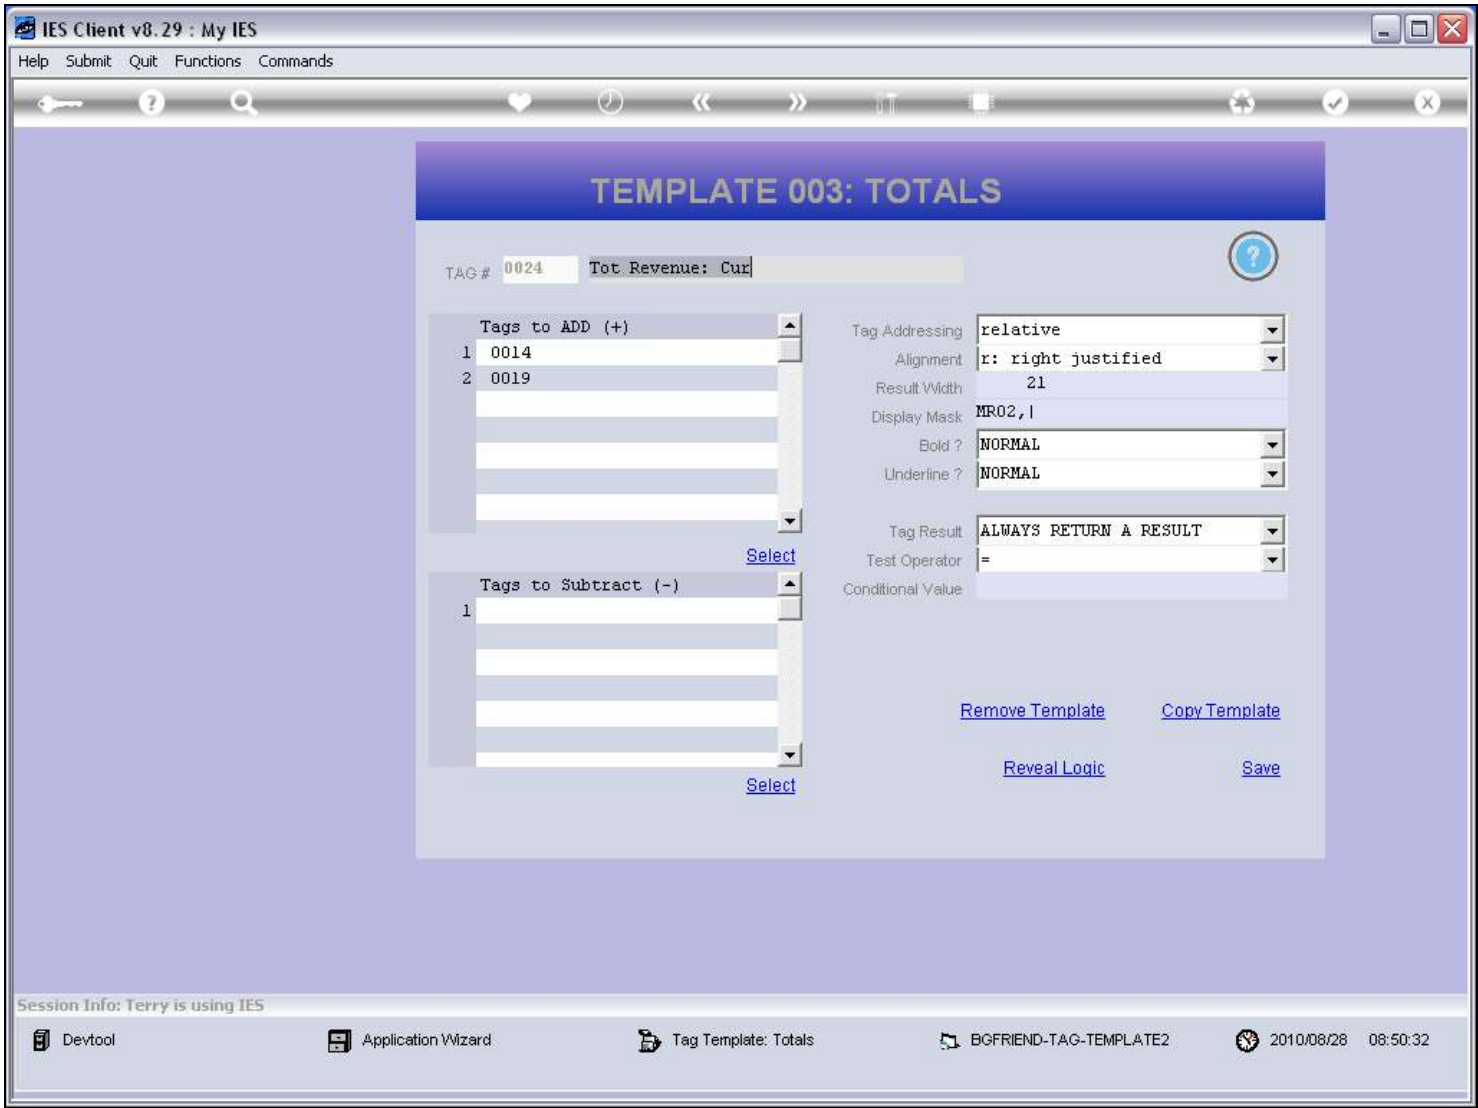 IES Client v8.29 : My IES
Help Submit Quit Functions Commands
TEMPLATE 003: TOTALS
TAG # 0024 Tot Revenue: Cur
Tags to ADD (+)
1 0014
2 0019
Select
Tags to Subtract (-)
1
Select
Tag Addressing relative
Alignment r: right justified
Result Width 21
Display Mask MR02,|
Bold ? NORMAL
Underline ? NORMAL
Tag Result ALWAYS RETURN A RESULT
Test Operator =
Conditional Value
Remove Template Copy Template
Reveal Logic Save
Session Info: Terry is using IES
Devtool Application Wizard Tag Template: Totals BGFRIEND-TAG-TEMPLATE2 2010/08/28 08:50:32